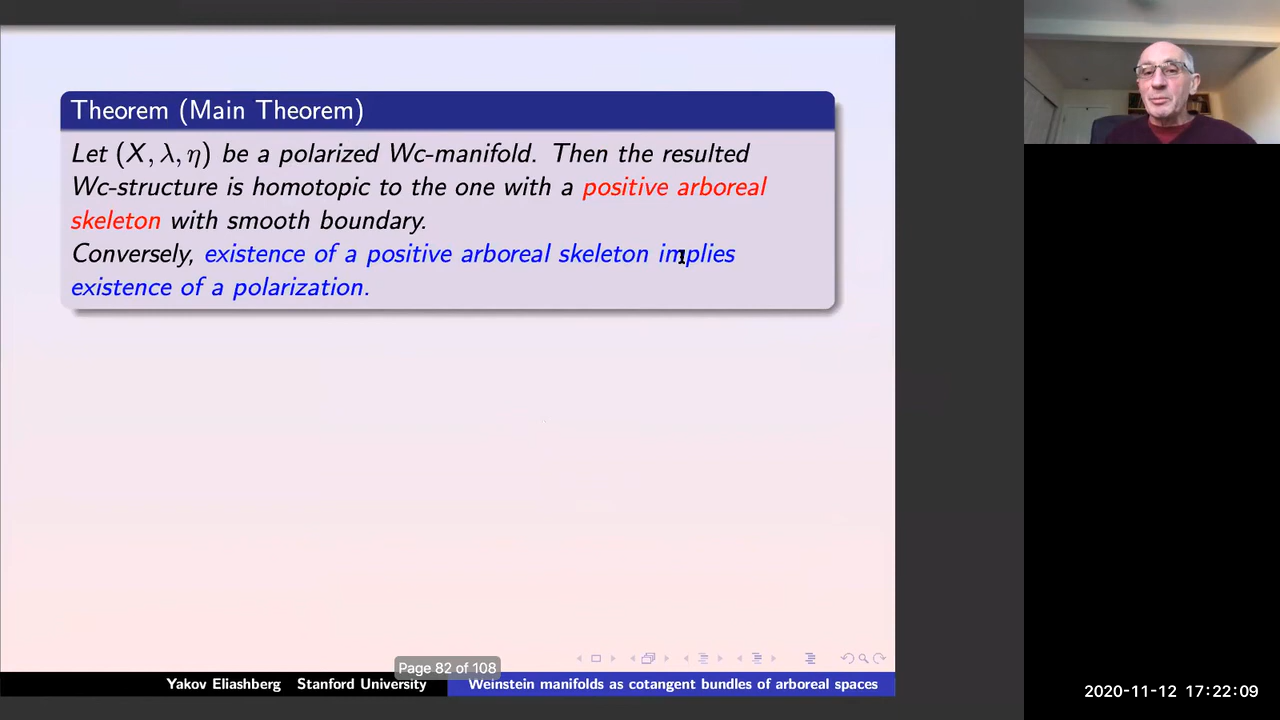 Theorem (Main Theorem)
Let (X, λ, η) be a polarized Wc-manifold. Then the resulted
Wc-structure is homotopic to the one with a positive arboreal
skeleton with smooth boundary.
Conversely, existence of a positive arboreal skeleton implies
existence of a polarization.
Page 82 of 108
Yakov Eliashberg Stanford University
Weinstein manifolds as cotangent bundles of arboreal spaces
2020-11-12 17:22:09